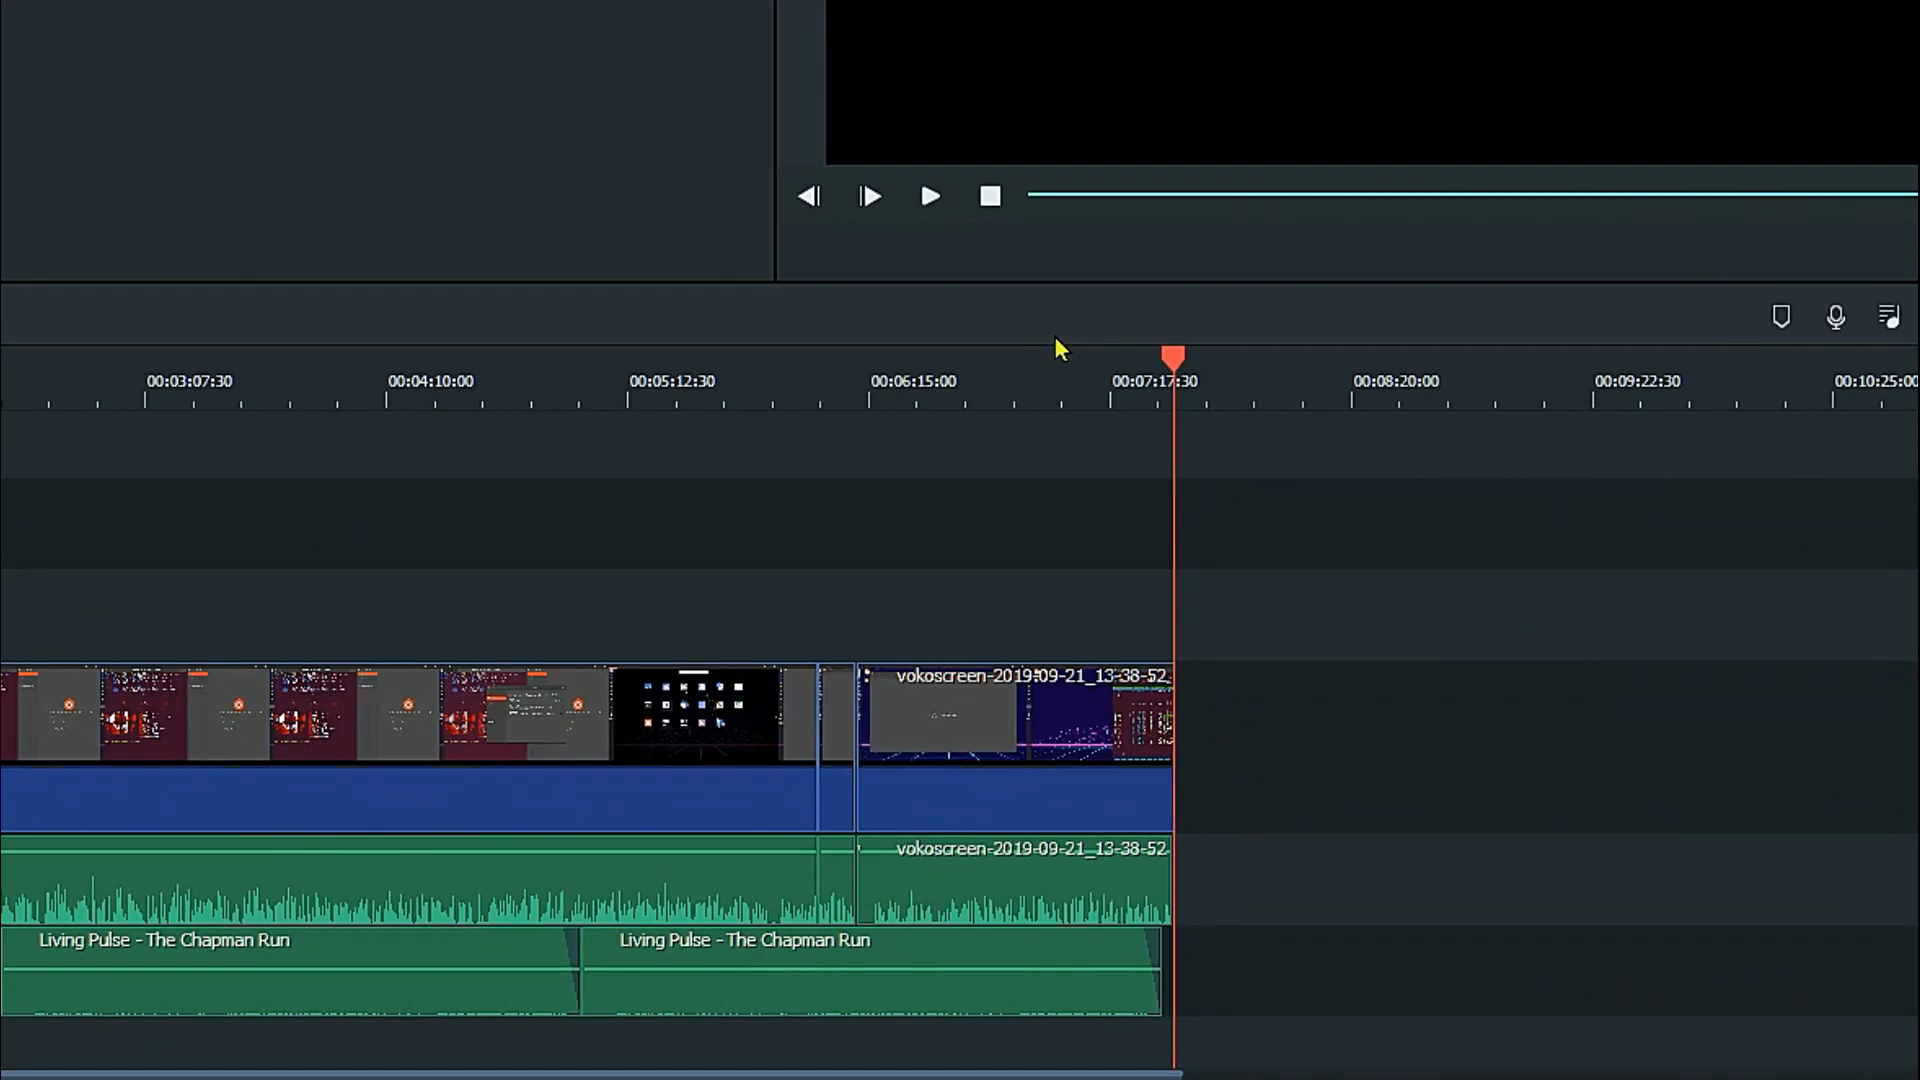 00:03:07:30 00:04:10:00 00:05:12:30 00:06:15:00 00:07:17:30 00:08:20:00 00:09:22:30 00:10:25:00
vokoscreen-2019-09-21_13-38-52
vokoscreen-2019-09-21_13-38-52
Living Pulse - The Chapman Run Living Pulse - The Chapman Run